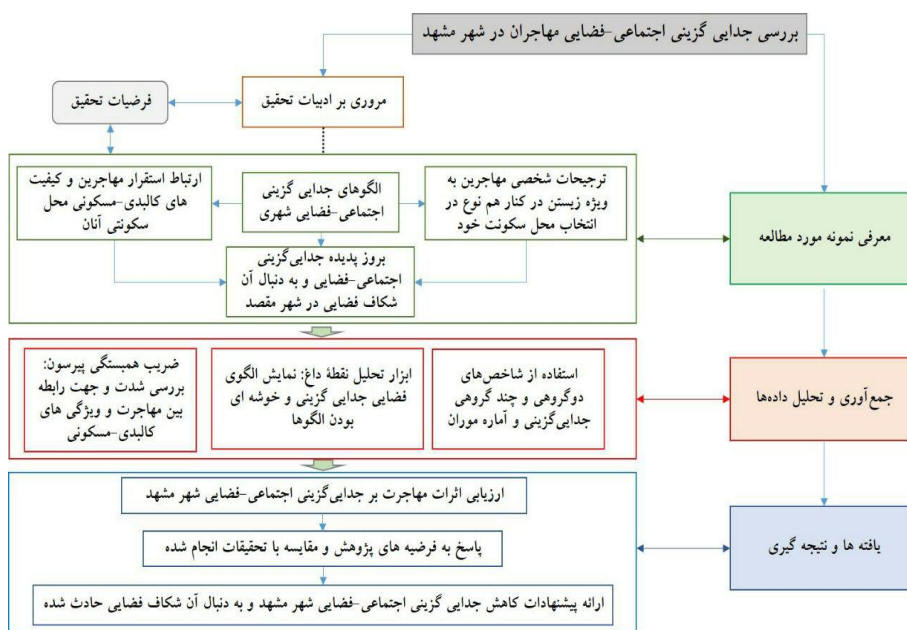 بررسی جدایی گزینی اجتماعی-فضایی مهاجران در شهر مشهد
مروری بر ادبیات تحقیق
فرضیات تحقیق
ترجیحات شخصی مهاجرین به
ویژه زیستن در کنار هم نوع در
انتخاب محل سکونت خود
الگوهای جدایی گزینی
اجتماعی-فضایی شهری
ارتباط استقرار مهاجرین و کیفیت
های کالبدی-مسکونی محل
سکونتی آنان
بروز پدیده جدایی‌گزینی
اجتماعی-فضایی و به دنبال آن
شکاف فضایی در شهر مقصد
معرفی نمونه مورد مطالعه
استفاده از شاخص‌های
دوگروهی و چند گروهی
جدایی‌گزینی و آماره موران
ابزار تحلیل نقطهٔ داغ: نمایش الگوی
فضایی جدایی گزینی و خوشه ای
بودن الگوها
ضریب همبستگی پیرسون:
بررسی شدت و جهت رابطه
بین مهاجرت و ویژگی های
کالبدی-مسکونی
جمع‌آوری و تحلیل داده‌ها
ارزیابی اثرات مهاجرت بر جدایی‌گزینی اجتماعی-فضایی شهر مشهد
پاسخ به فرضیه های پژوهش و مقایسه با تحقیقات انجام شده
ارائه پیشنهادات کاهش جدایی گزینی اجتماعی-فضایی شهر مشهد و به دنبال آن شکاف فضایی حادث شده
یافته ها و نتیجه گیری